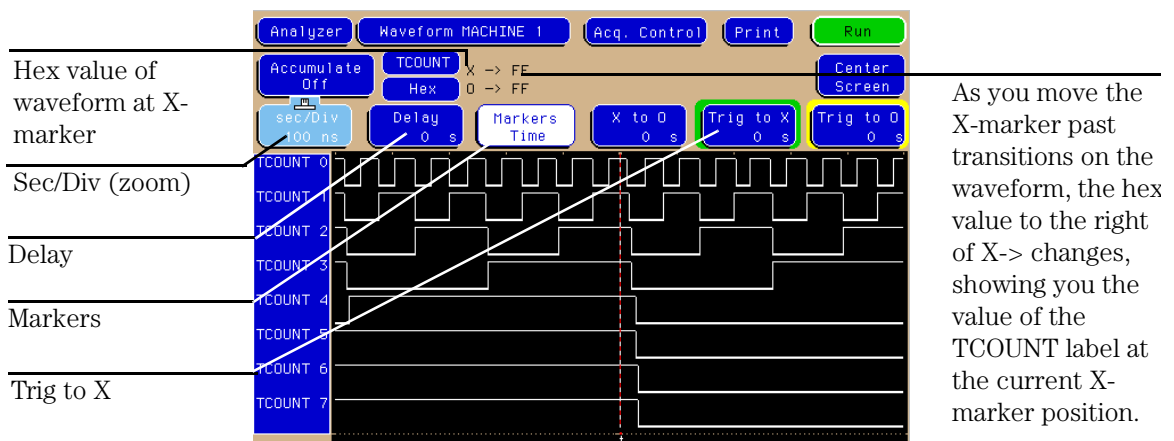 Analyzer
Waveform MACHINE 1
Acq. Control
Print
Run
Accumulate
Off
TCOUNT
X -> FF
Hex
O -> FF
Center
Screen
sec/Div
100 ns
Delay
0 s
Markers
Time
X to O
0 s
Trig to X
0 s
Trig to O
0 s
TCOUNT 0
TCOUNT 1
TCOUNT 2
TCOUNT 3
TCOUNT 4
TCOUNT 5
TCOUNT 6
TCOUNT 7
Hex value of
waveform at X-
marker
Sec/Div (zoom)
Delay
Markers
Trig to X
As you move the
X-marker past
transitions on the
waveform, the hex
value to the right
of X-> changes,
showing you the
value of the
TCOUNT label at
the current X-
marker position.